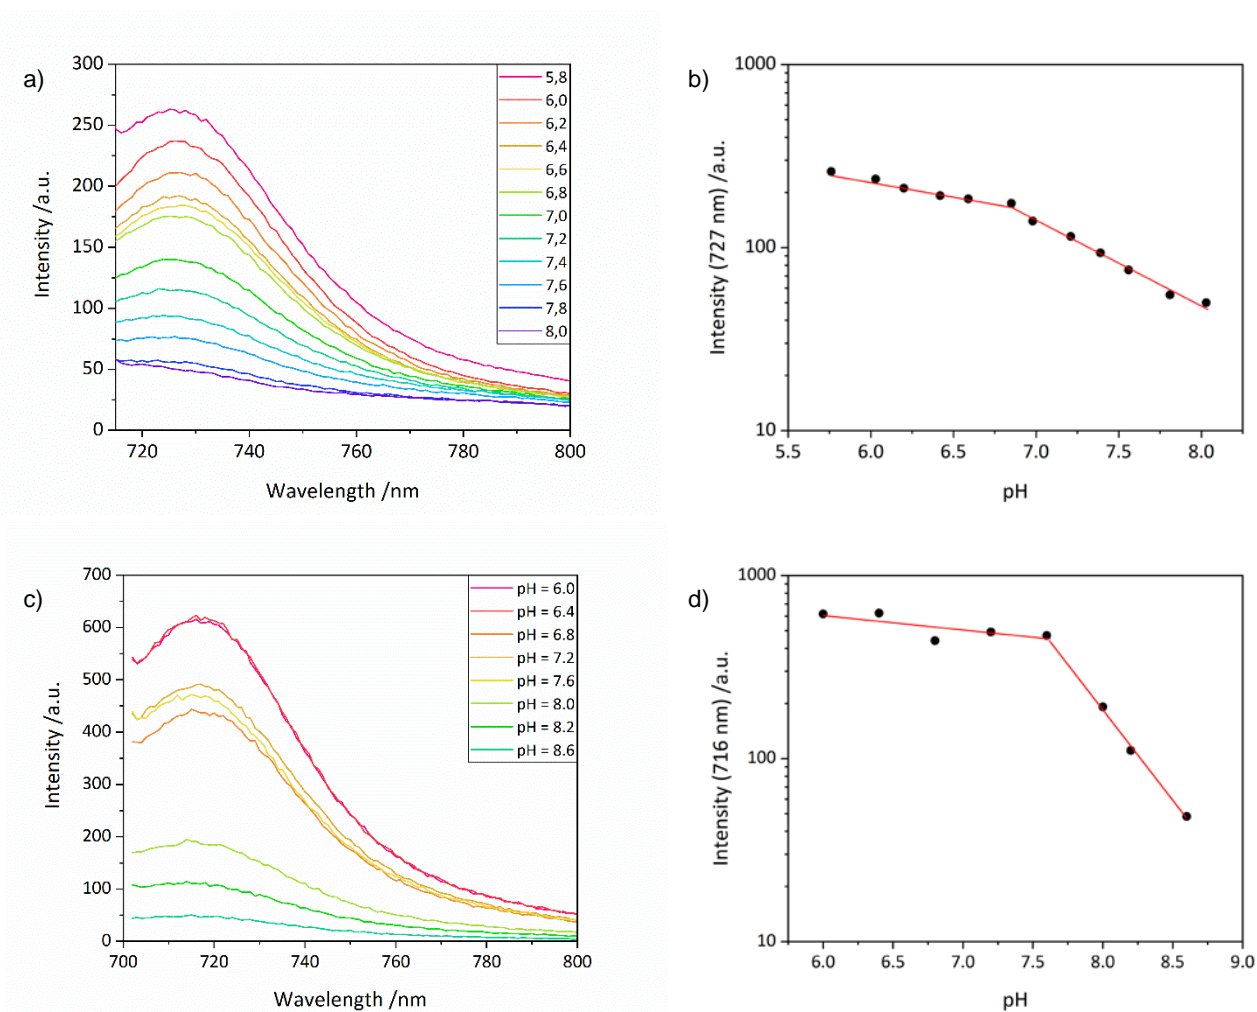 a)
300
250
200
150
100
50
0
720
740
760
780
800
Intensity /a.u.
Wavelength /nm
5,8
6,0
6,2
6,4
6,6
6,8
7,0
7,2
7,4
7,6
7,8
8,0
b)
1000
100
10
5.5
6.0
6.5
7.0
7.5
8.0
Intensity (727 nm) /a.u.
pH
c)
700
600
500
400
300
200
100
0
700
720
740
760
780
800
Intensity /a.u.
Wavelength /nm
pH = 6.0
pH = 6.4
pH = 6.8
pH = 7.2
pH = 7.6
pH = 8.0
pH = 8.2
pH = 8.6
d)
1000
100
10
6.0
6.5
7.0
7.5
8.0
8.5
9.0
Intensity (716 nm) /a.u.
pH